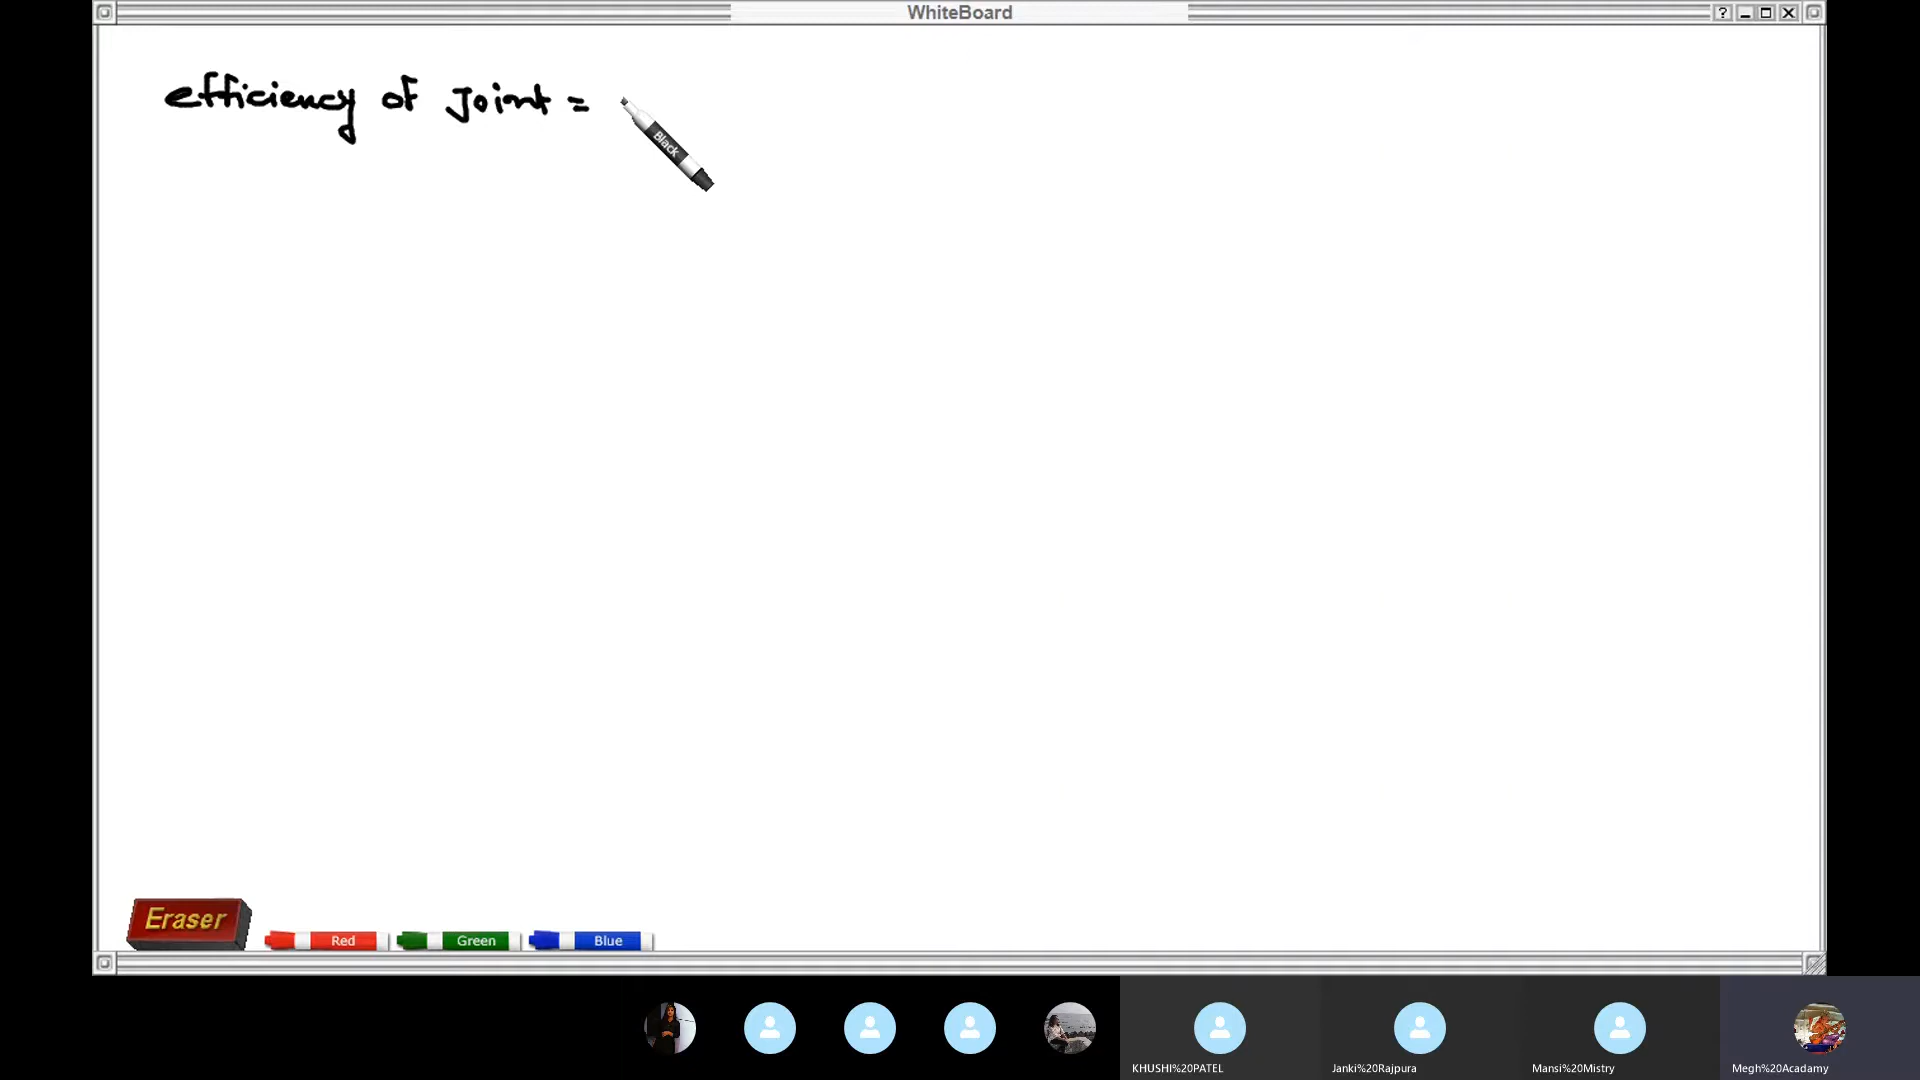 WhiteBoard
efficiency of Joint =
Black
Eraser
Red
Green
Blue
KHUSHI%20PATEL
Janki%20Rajpura
Mansi%20Mistry
Megh%20Acadamy